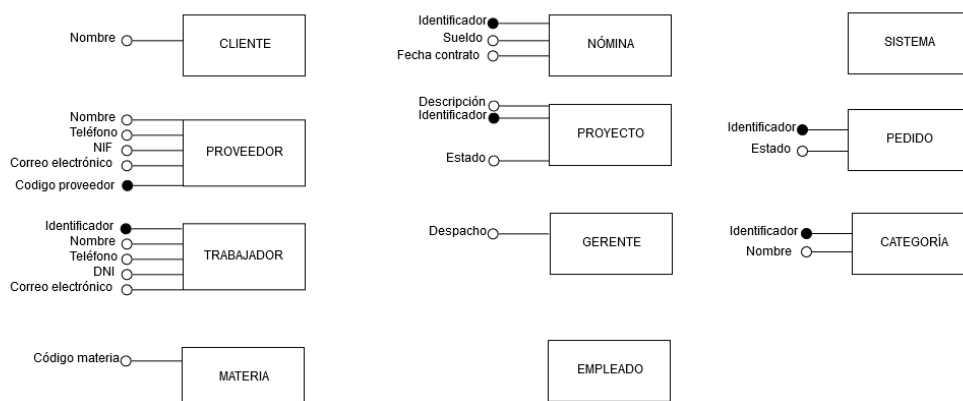 Nombre
CLIENTE
Identificador
Sueldo
Fecha contrato
NÓMINA
SISTEMA
Nombre
Teléfono
NIF
Correo electrónico
Codigo proveedor
PROVEEDOR
Descripción
Identificador
Estado
PROYECTO
Identificador
Estado
PEDIDO
Identificador
Nombre
Teléfono
DNI
Correo electrónico
TRABAJADOR
Despacho
GERENTE
Identificador
Nombre
CATEGORÍA
Código materia
MATERIA
EMPLEADO